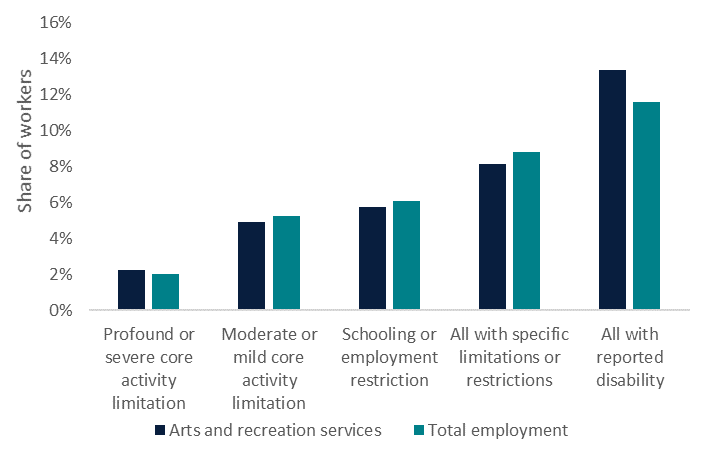 16%
14%
12%
10%
8%
6%
4%
2%
0%
Share of workers
Profound or
severe core
activity
limitation
Moderate or
mild core
activity
limitation
Schooling or
employment
restriction
All with specific
limitations or
restrictions
All with
reported
disability
Arts and recreation services
Total employment